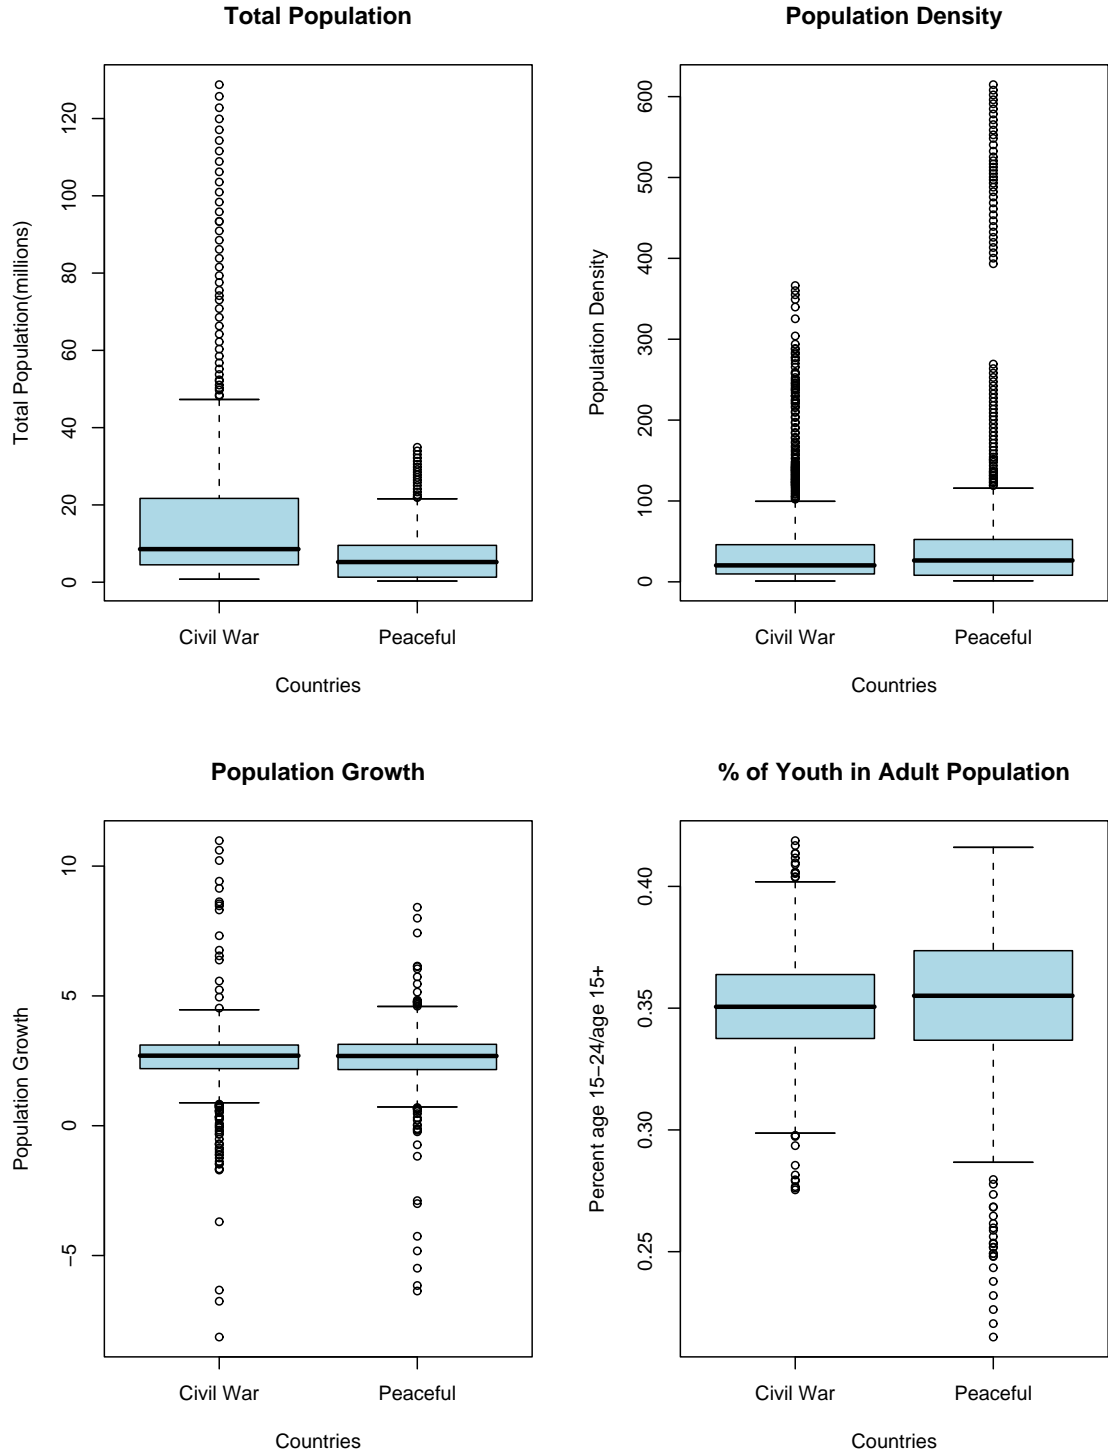 Total Population
Total Population(millions)
0
20
40
60
80
100
120
Civil War
Peaceful
Countries
Population Density
Population Density
0
100
200
300
400
500
600
Civil War
Peaceful
Countries
Population Growth
Population Growth
−5
0
5
10
Civil War
Peaceful
Countries
% of Youth in Adult Population
Percent age 15−24/age 15+
0.25
0.30
0.35
0.40
Civil War
Peaceful
Countries